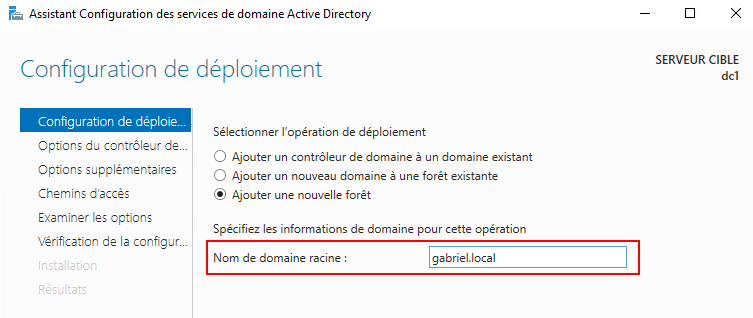 Assistant Configuration des services de domaine Active Directory
Configuration de déploiement
SERVEUR CIBLE
dc1
Configuration de déploie...
Options du contrôleur de...
Options supplémentaires
Chemins d'accès
Examiner les options
Vérification de la configur...
Installation
Résultats
Sélectionner l'opération de déploiement
Ajouter un contrôleur de domaine à un domaine existant
Ajouter un nouveau domaine à une forêt existante
Ajouter une nouvelle forêt
Spécifiez les informations de domaine pour cette opération
Nom de domaine racine : gabriel.local